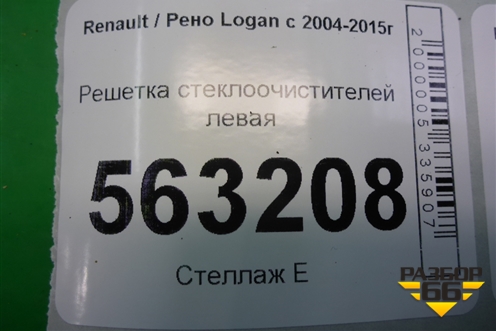 Renault / Рено Logan с 2004-2015г
Решетка стеклоочистителей
левая
563208
Стеллаж Е
2000005335907
РАЗБОР
66